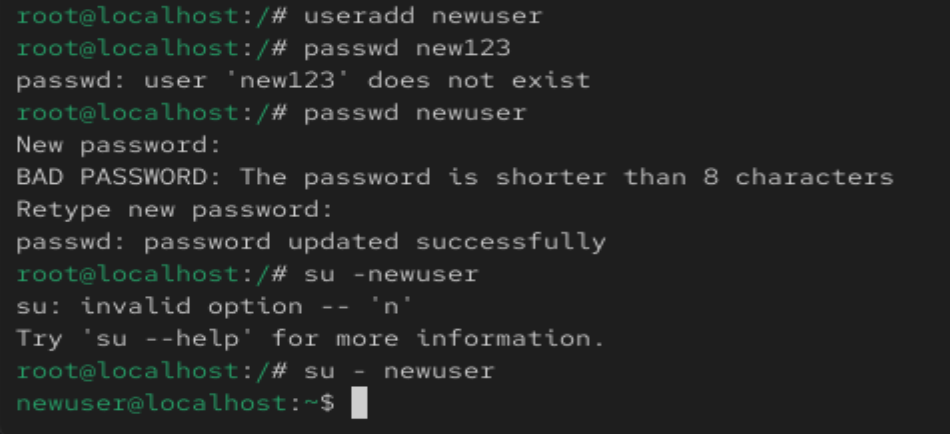 root@localhost:/# useradd newuser
root@localhost:/# passwd new123
passwd: user 'new123' does not exist
root@localhost:/# passwd newuser
New password:
BAD PASSWORD: The password is shorter than 8 characters
Retype new password:
passwd: password updated successfully
root@localhost:/# su -newuser
su: invalid option -- 'n'
Try 'su --help' for more information.
root@localhost:/# su - newuser
newuser@localhost:~$